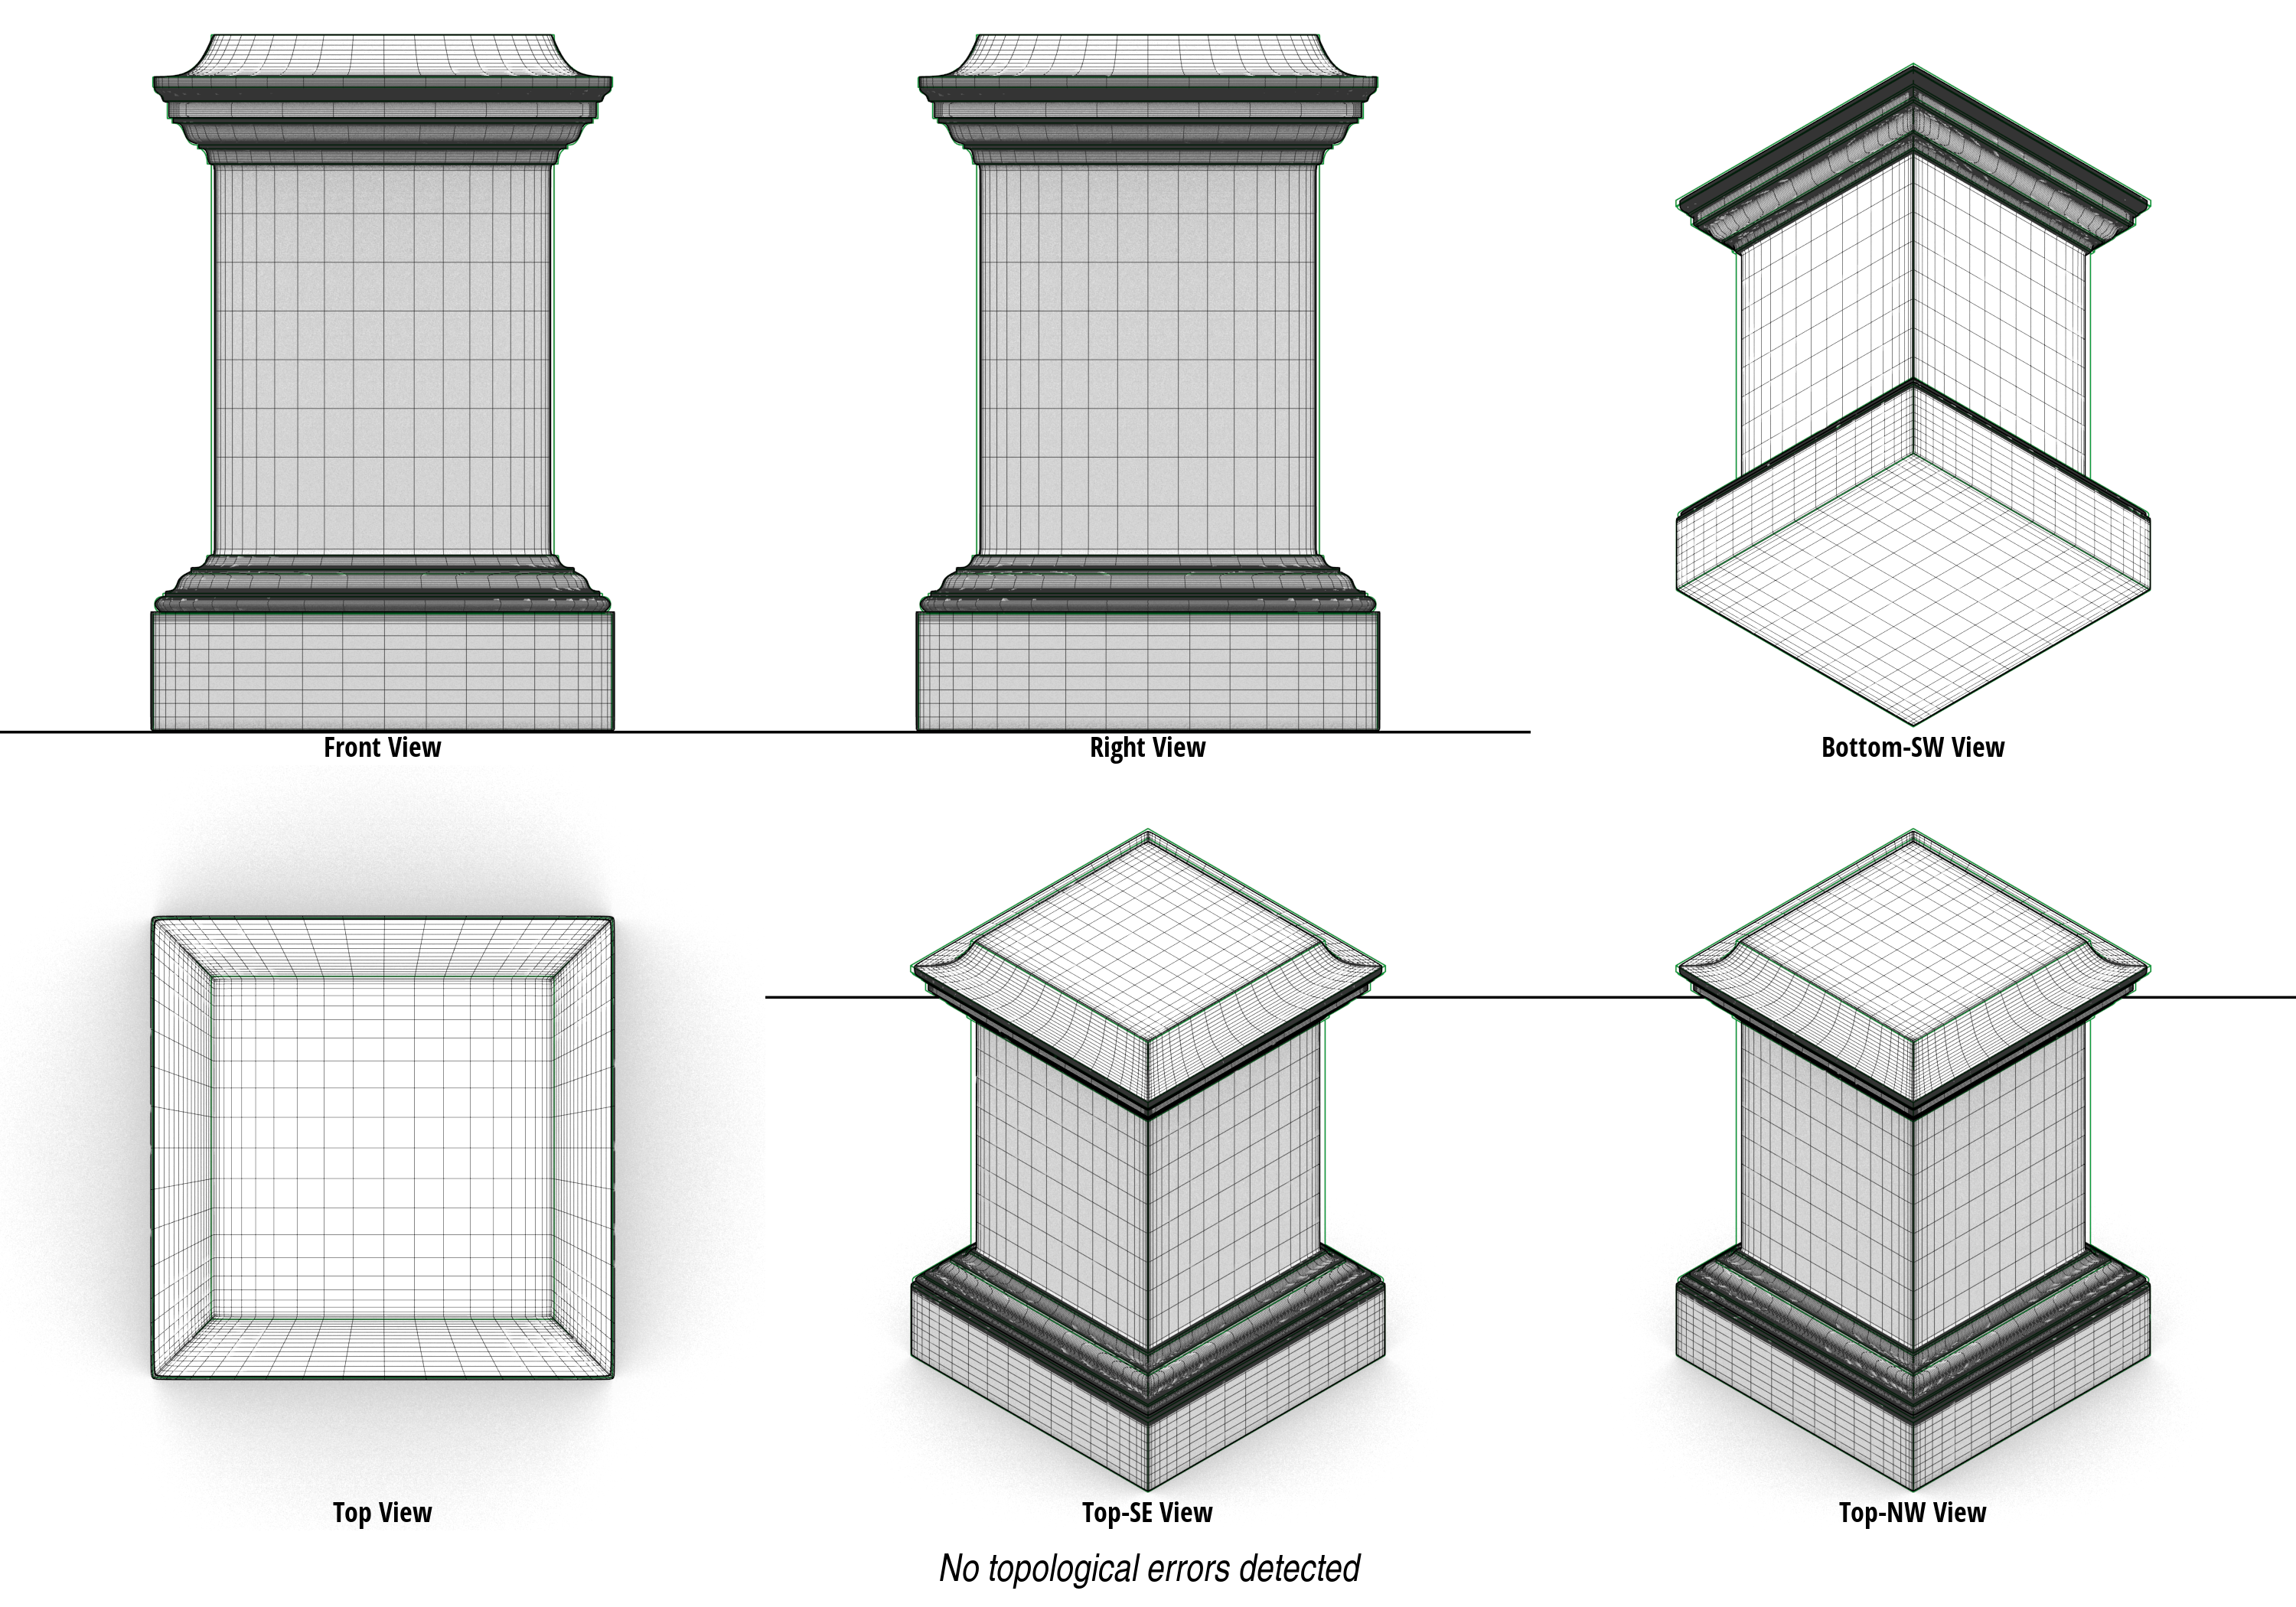 Front View
Right View
Bottom-SW View
Top View
Top-SE View
Top-NW View
No topological errors detected